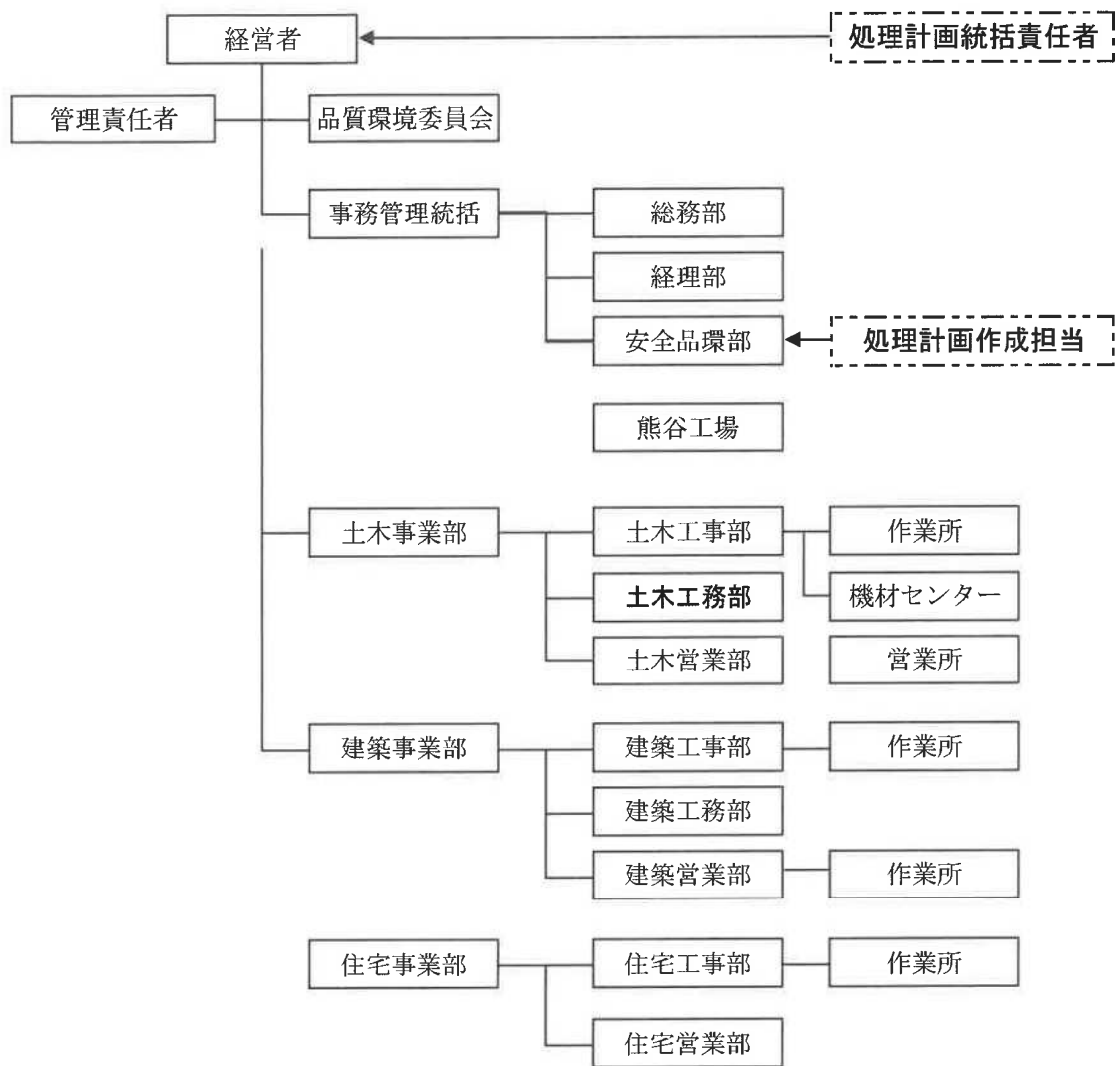 経営者
処理計画統括責任者
管理責任者
品質環境委員会
事務管理統括
総務部
経理部
安全品環部
処理計画作成担当
熊谷工場
土木事業部
土木工事部
作業所
土木工務部
機材センター
土木営業部
営業所
建築事業部
建築工事部
作業所
建築工務部
建築営業部
作業所
住宅事業部
住宅工事部
作業所
住宅営業部